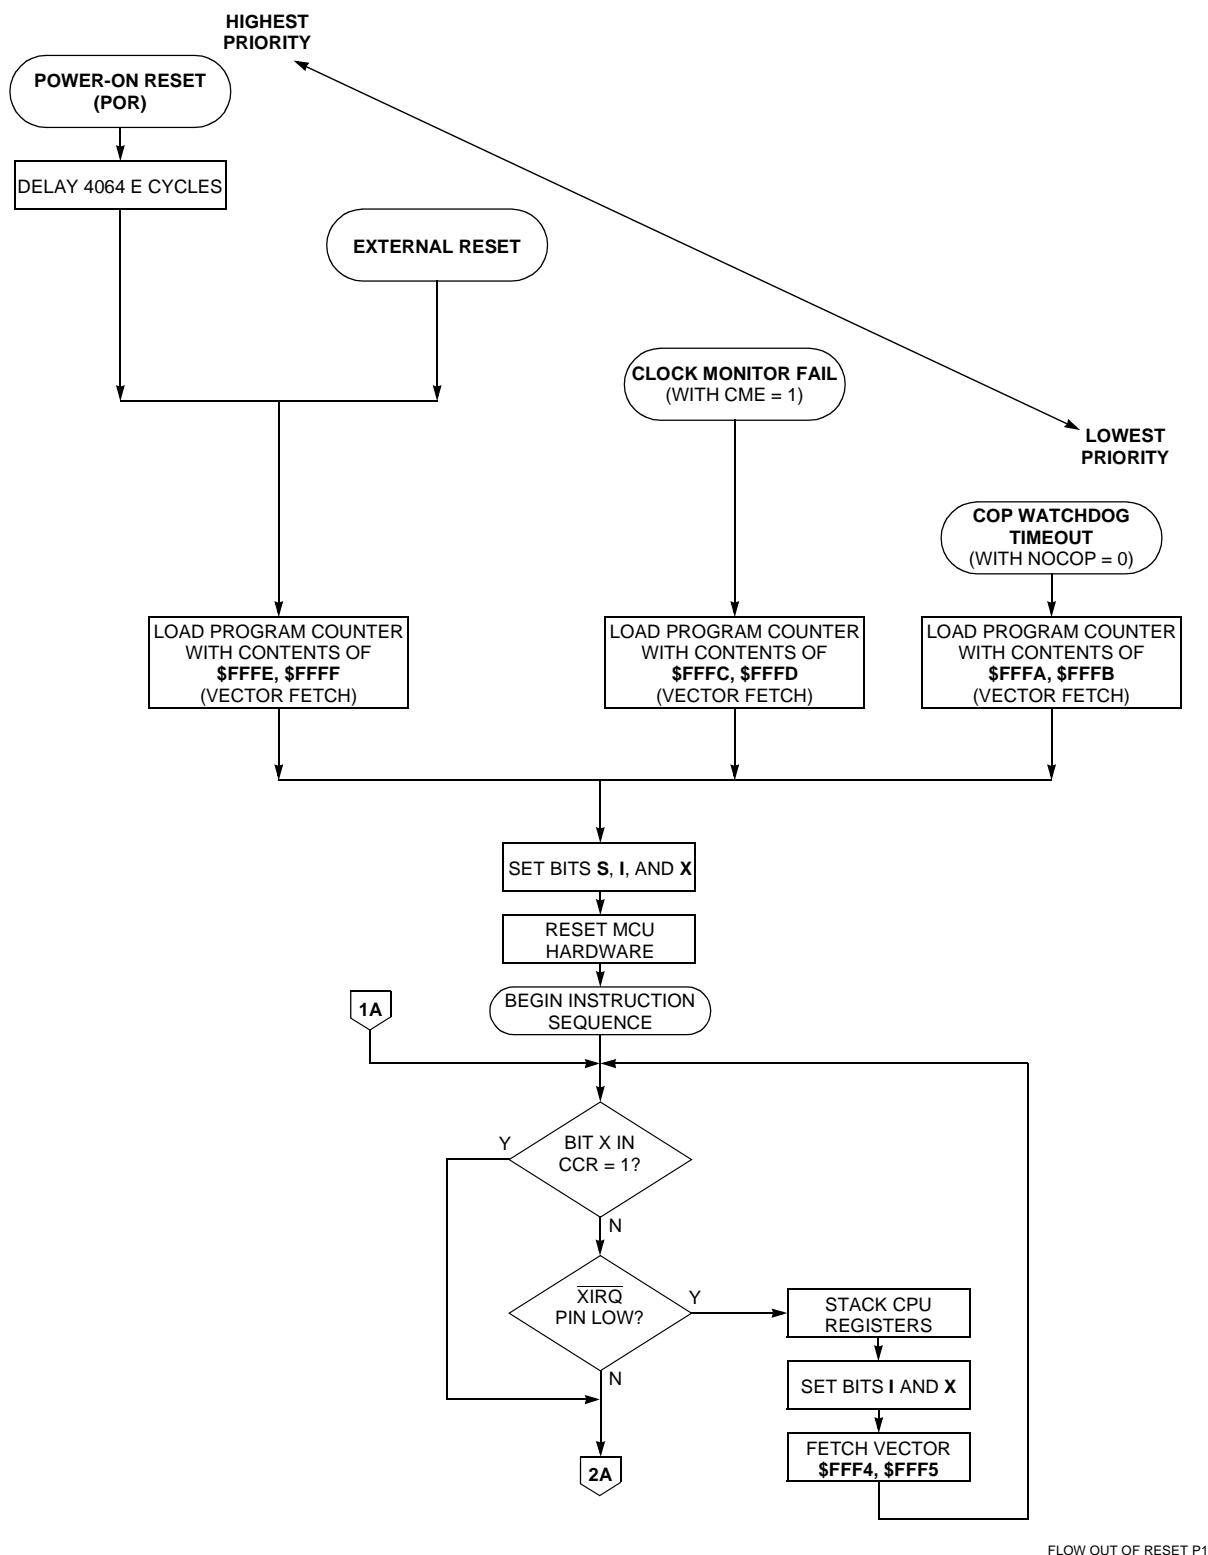 HIGHEST
PRIORITY
POWER-ON RESET
(POR)
DELAY 4064 E CYCLES
EXTERNAL RESET
CLOCK MONITOR FAIL
(WITH CME = 1)
LOWEST
PRIORITY
COP WATCHDOG
TIMEOUT
(WITH NOCOP = 0)
LOAD PROGRAM COUNTER
WITH CONTENTS OF
$FFFE, $FFFF
(VECTOR FETCH)
LOAD PROGRAM COUNTER
WITH CONTENTS OF
$FFFC, $FFFD
(VECTOR FETCH)
LOAD PROGRAM COUNTER
WITH CONTENTS OF
$FFFA, $FFFB
(VECTOR FETCH)
SET BITS S, I, AND X
RESET MCU
HARDWARE
BEGIN INSTRUCTION
SEQUENCE
1A
BIT X IN
CCR = 1?
Y
N
XIRQ
PIN LOW?
Y
N
STACK CPU
REGISTERS
SET BITS I AND X
FETCH VECTOR
$FFF4, $FFF5
2A
FLOW OUT OF RESET P1